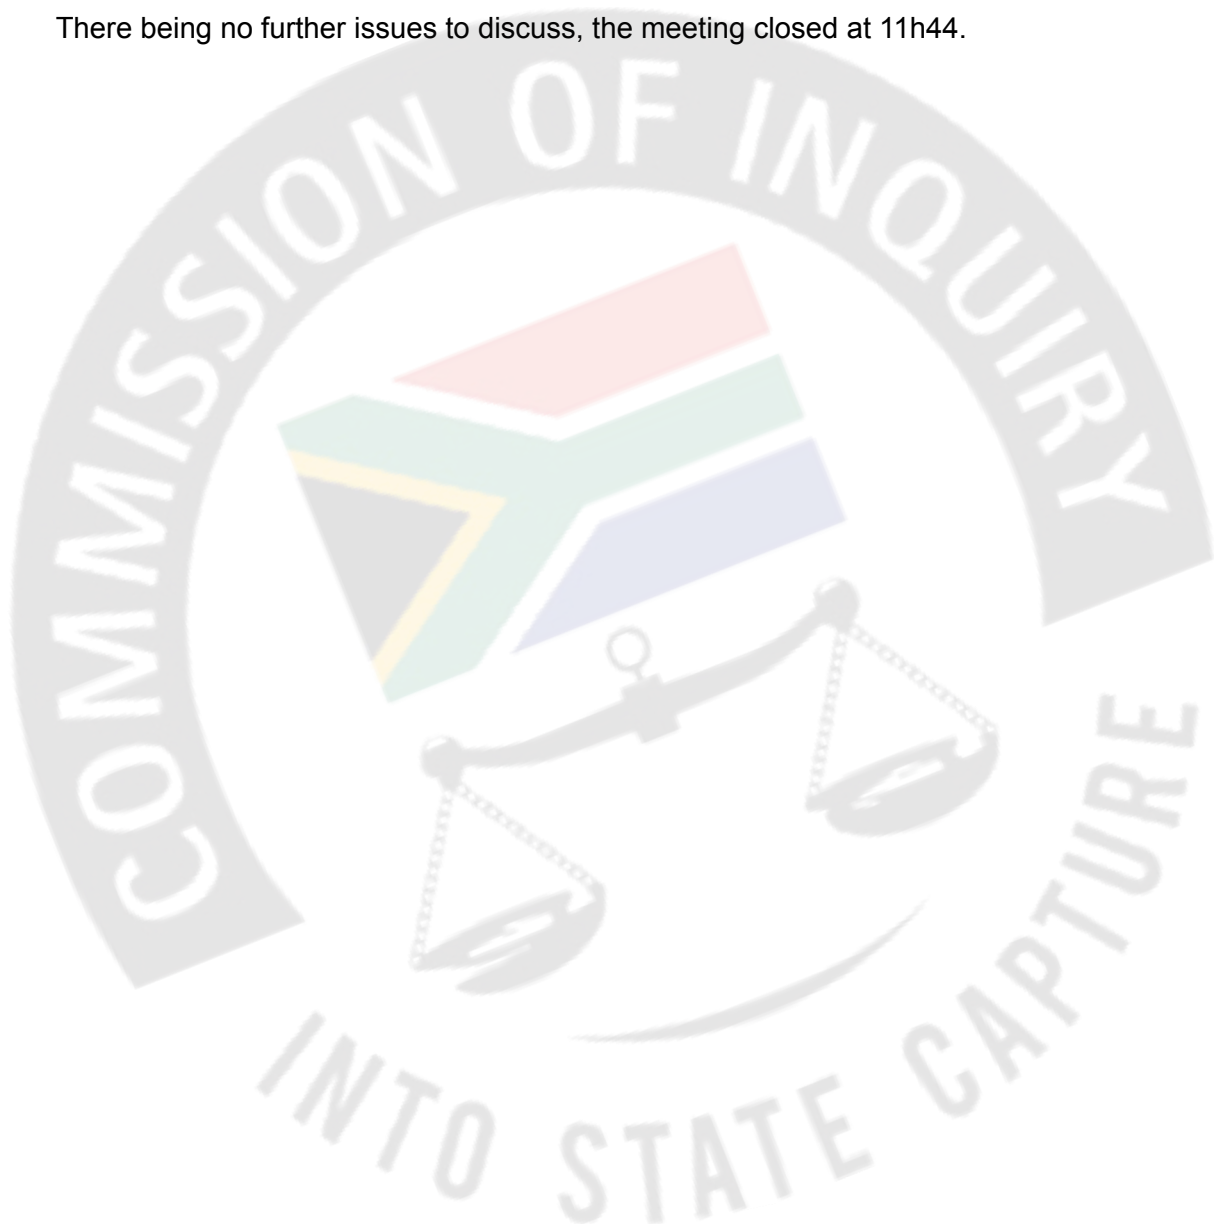 There being no further issues to discuss, the meeting closed at 11h44.
COMMISSION OF INQUIRY
INTO STATE CAPTURE